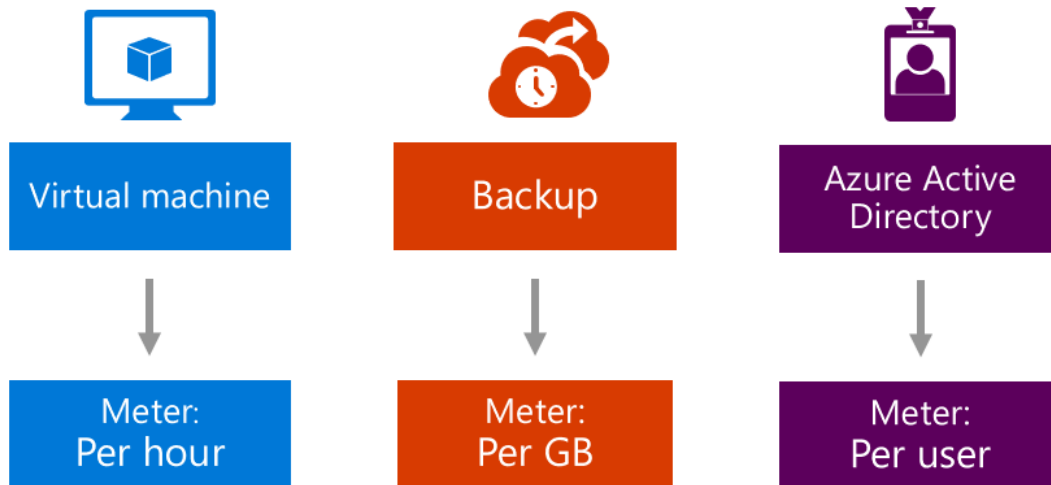 Virtual machine
Backup
Azure Active
Directory
Meter:
Per hour
Meter:
Per GB
Meter:
Per user